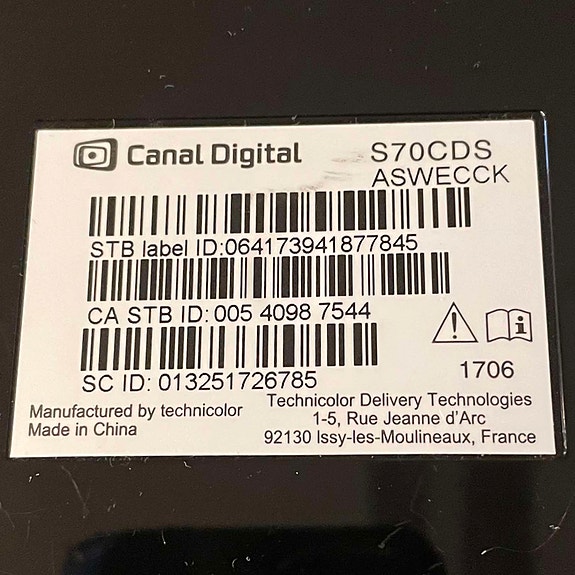 Canal Digital S70CDS
ASWECCK
STB label ID:064173941877845
CA STB ID: 005 4098 7544
SC ID: 013251726785
1706
Manufactured by technicolor
Made in China
Technicolor Delivery Technologies
1-5, Rue Jeanne d'Arc
92130 Issy-les-Moulineaux, France